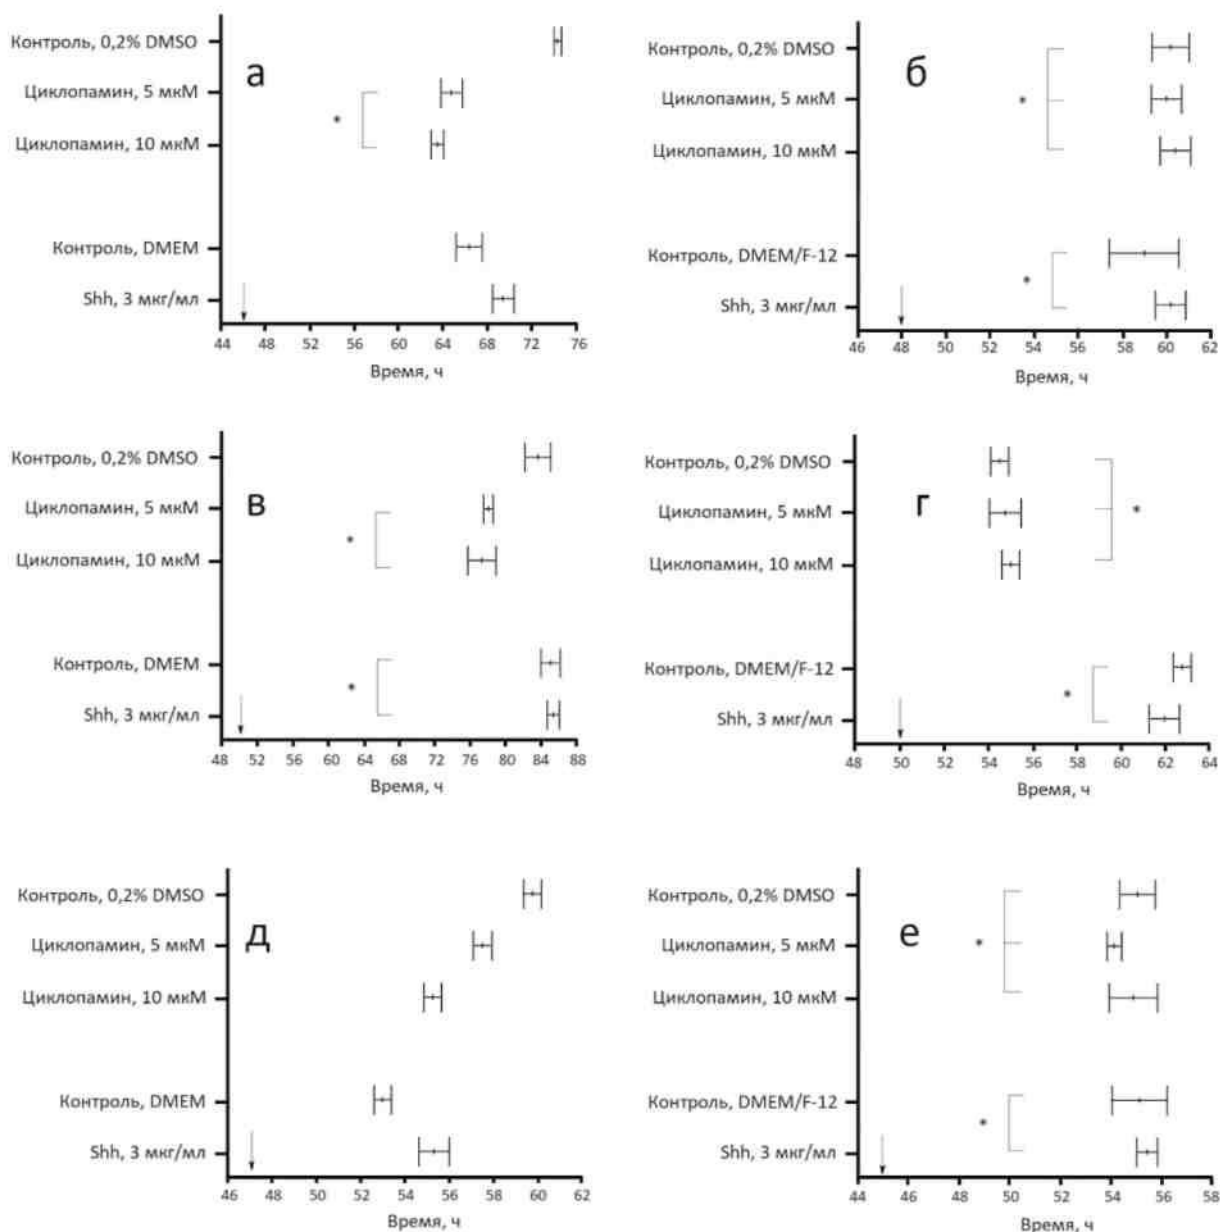 а
Контроль, 0,2% DMSO
Циклопамин, 5 мкМ
*
Циклопамин, 10 мкМ
Контроль, DMEM
Shh, 3 мкг/мл
44 48 52 56 60 64 68 72 76
Время, ч
б
Контроль, 0,2% DMSO
Циклопамин, 5 мкМ
*
Циклопамин, 10 мкМ
Контроль, DMEM/F-12
*
Shh, 3 мкг/мл
46 48 50 52 54 56 58 60 62
Время, ч
в
Контроль, 0,2% DMSO
Циклопамин, 5 мкМ
*
Циклопамин, 10 мкМ
Контроль, DMEM
*
Shh, 3 мкг/мл
48 52 56 60 64 68 72 76 80 84 88
Время, ч
г
Контроль, 0,2% DMSO
Циклопамин, 5 мкМ
*
Циклопамин, 10 мкМ
Контроль, DMEM/F-12
*
Shh, 3 мкг/мл
48 50 52 54 56 58 60 62 64
Время, ч
д
Контроль, 0,2% DMSO
Циклопамин, 5 мкМ
Циклопамин, 10 мкМ
Контроль, DMEM
Shh, 3 мкг/мл
46 48 50 52 54 56 58 60 62
Время, ч
е
Контроль, 0,2% DMSO
Циклопамин, 5 мкМ
*
Циклопамин, 10 мкМ
Контроль, DMEM/F-12
*
Shh, 3 мкг/мл
44 46 48 50 52 54 56 58
Время, ч